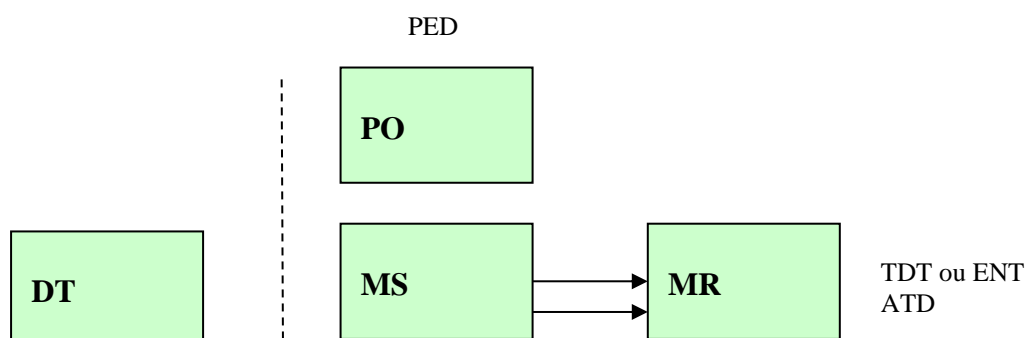 PED
PO
DT
MS
MR
TDT ou ENT
ATD